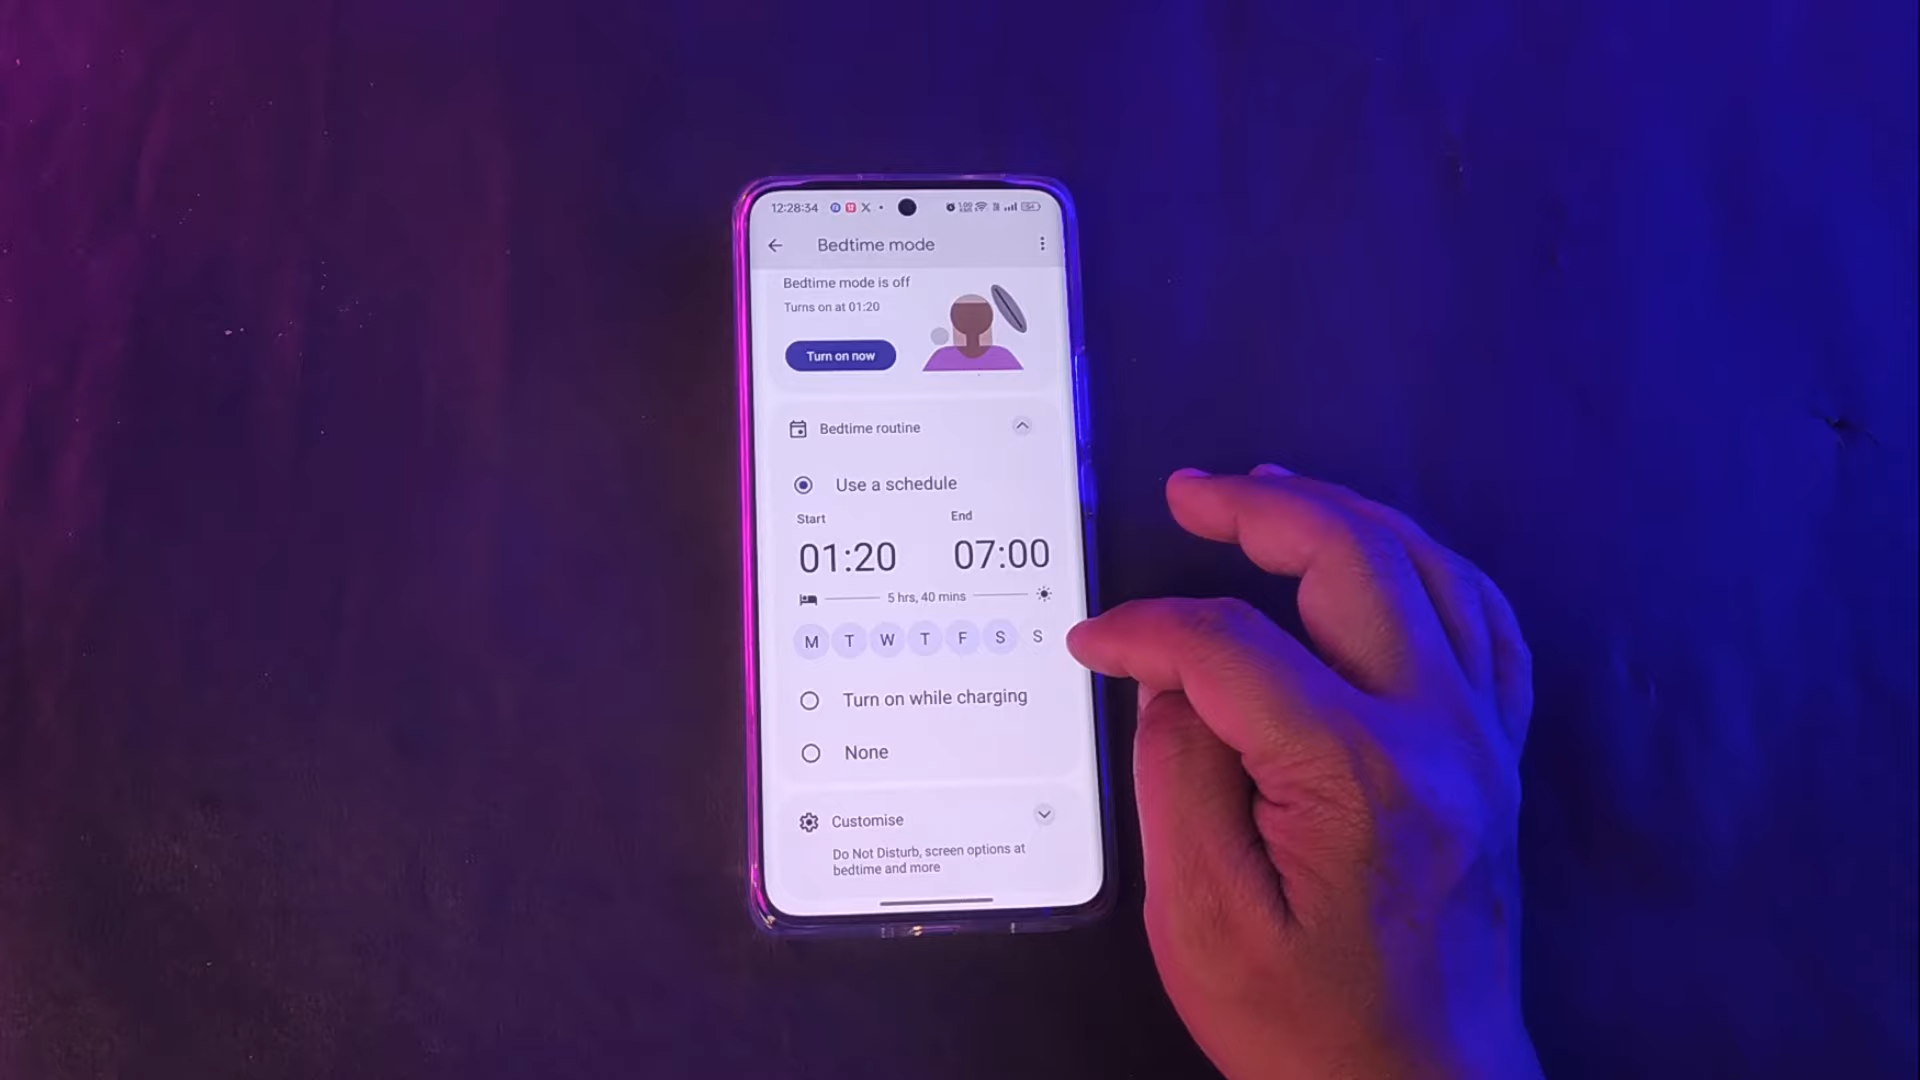 12:28:34
Bedtime mode
Bedtime mode is off
Turns on at 01:20
Turn on now
Bedtime routine
Use a schedule
Start End
01:20 07:00
5 hrs, 40 mins
M T W T F S S
Turn on while charging
None
Customise
Do Not Disturb, screen options at
bedtime and more